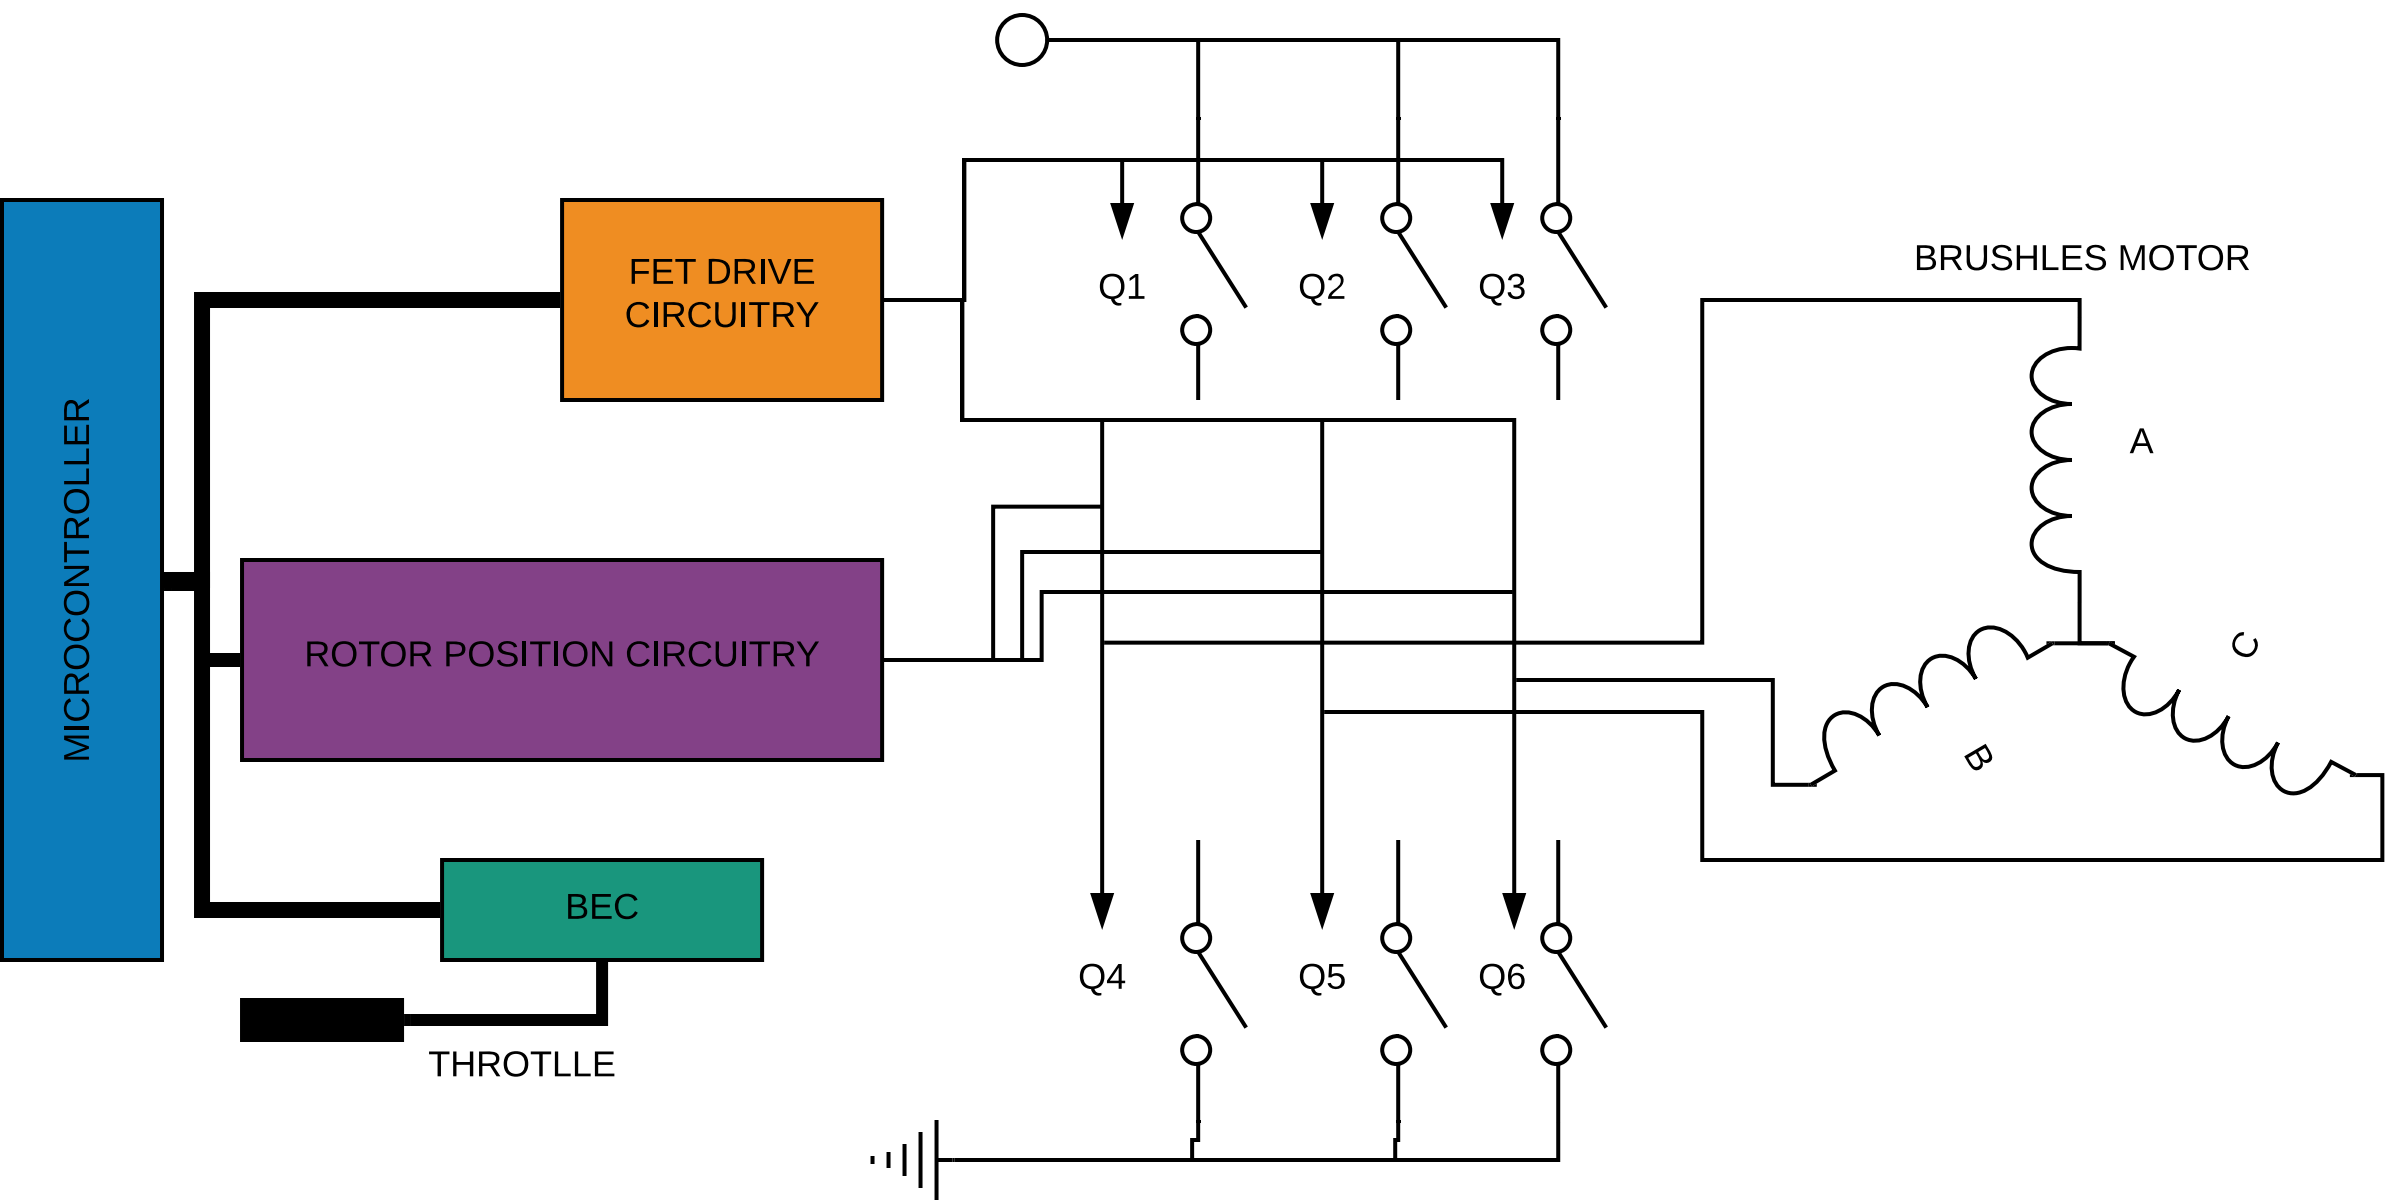 BRUSHLES MOTOR
FET DRIVE
CIRCUITRY
Q1
Q2
Q3
MICROCONTROLLER
A
ROTOR POSITION CIRCUITRY
C
B
BEC
Q4
Q5
Q6
THROTLLE